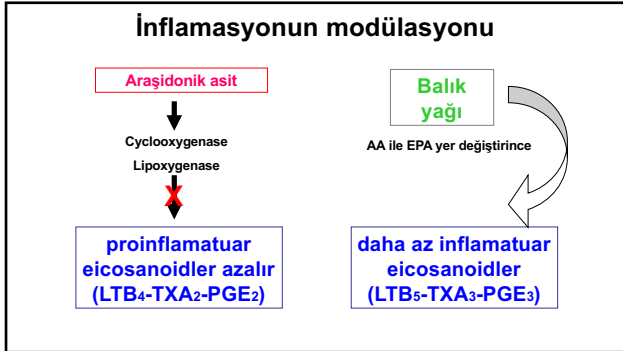 İnflamasyonun modülasyonu
Araşidonik asit
Cyclooxygenase
Lipoxygenase
X
proinflamatuar
eicosanoidler azalır
(LTB4-TXA2-PGE2)
Balık
yağı
AA ile EPA yer değiştirince
daha az inflamatuar
eicosanoidler
(LTB5-TXA3-PGE3)